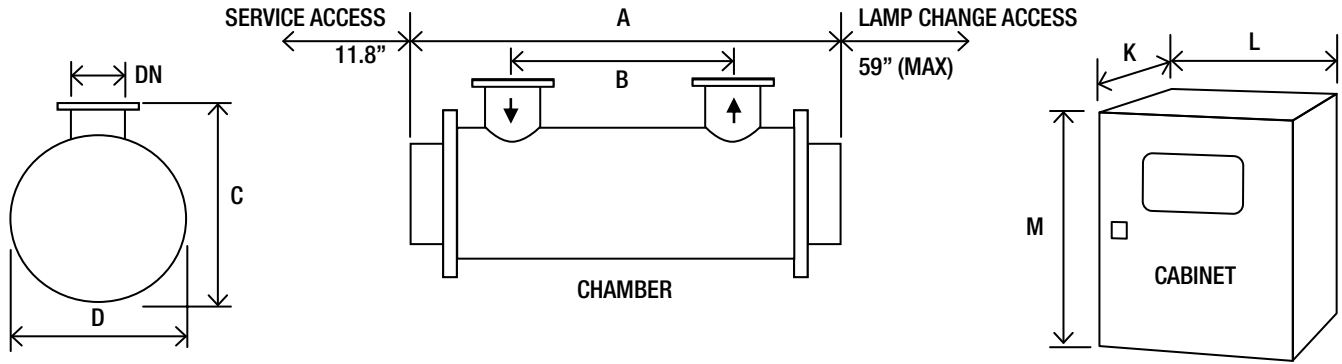 SERVICE ACCESS
A
LAMP CHANGE ACCESS
11.8”
59” (MAX)
B
K
L
DN
C
D
M
CHAMBER
CABINET